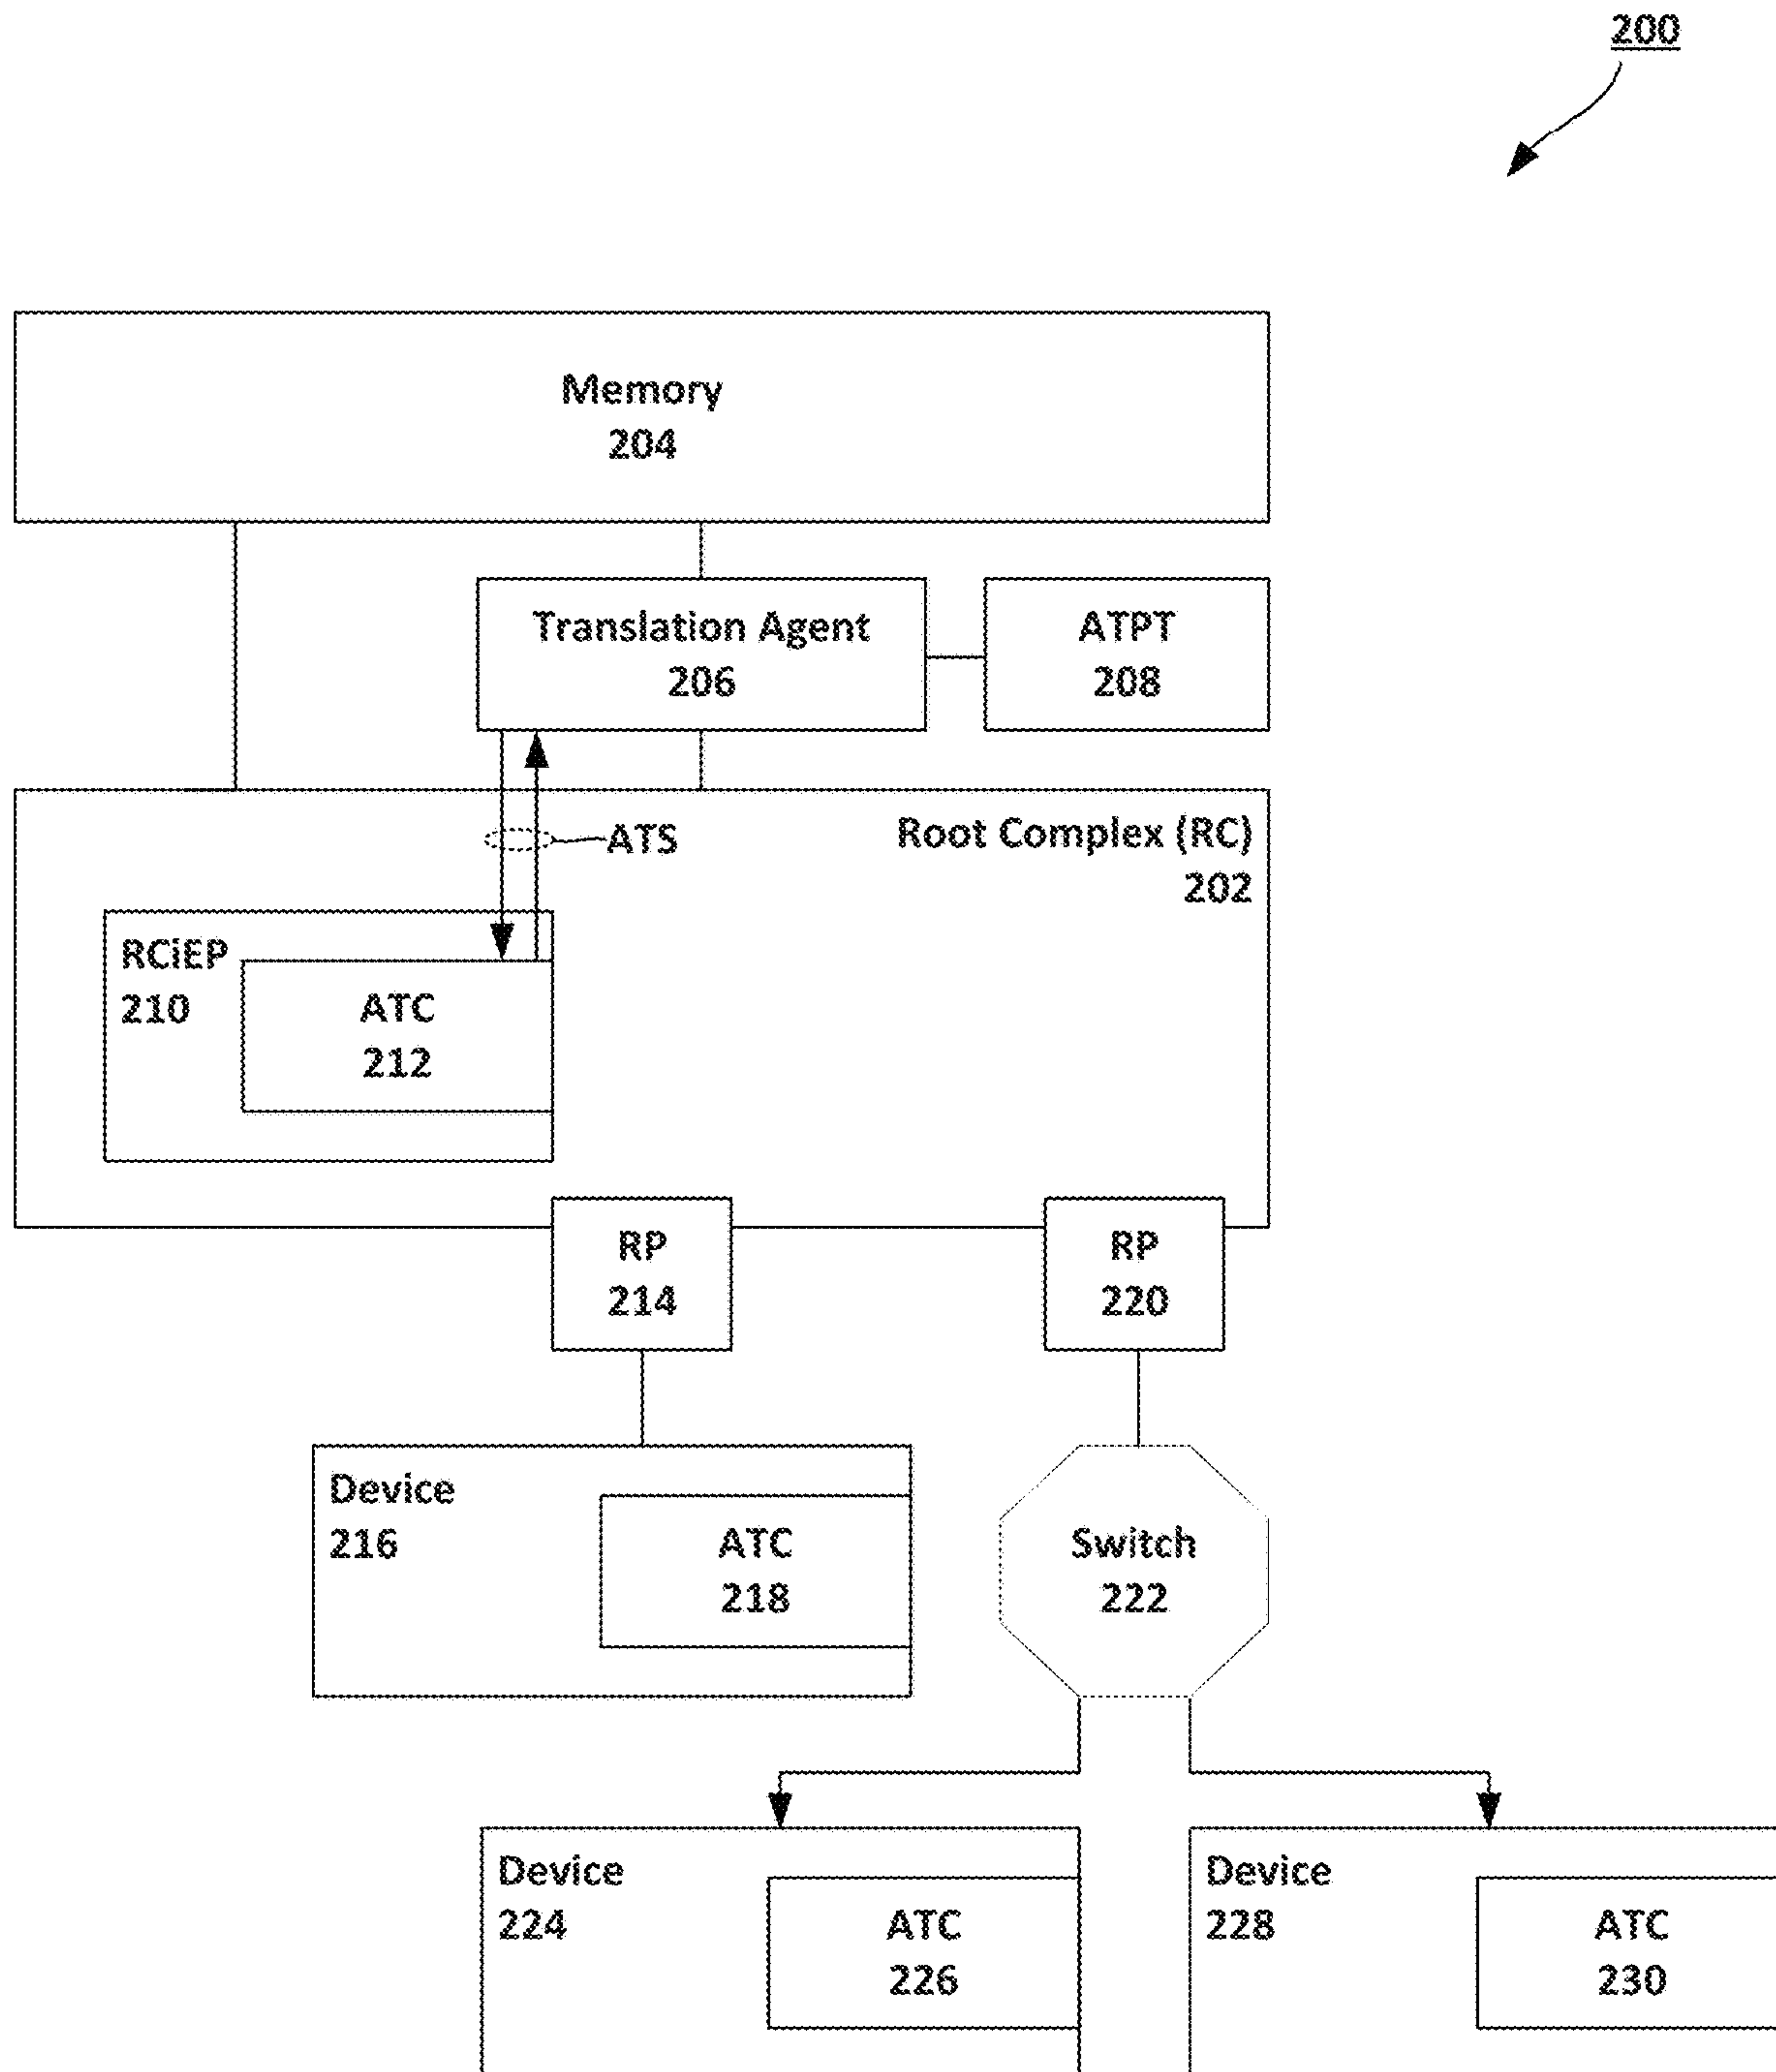 200
Memory
204
Translation Agent
206
ATPT
208
ATS
Root Complex (RC)
202
RCiEP
210
ATC
212
RP
214
RP
220
Device
216
ATC
218
Switch
222
Device
224
ATC
226
Device
228
ATC
230